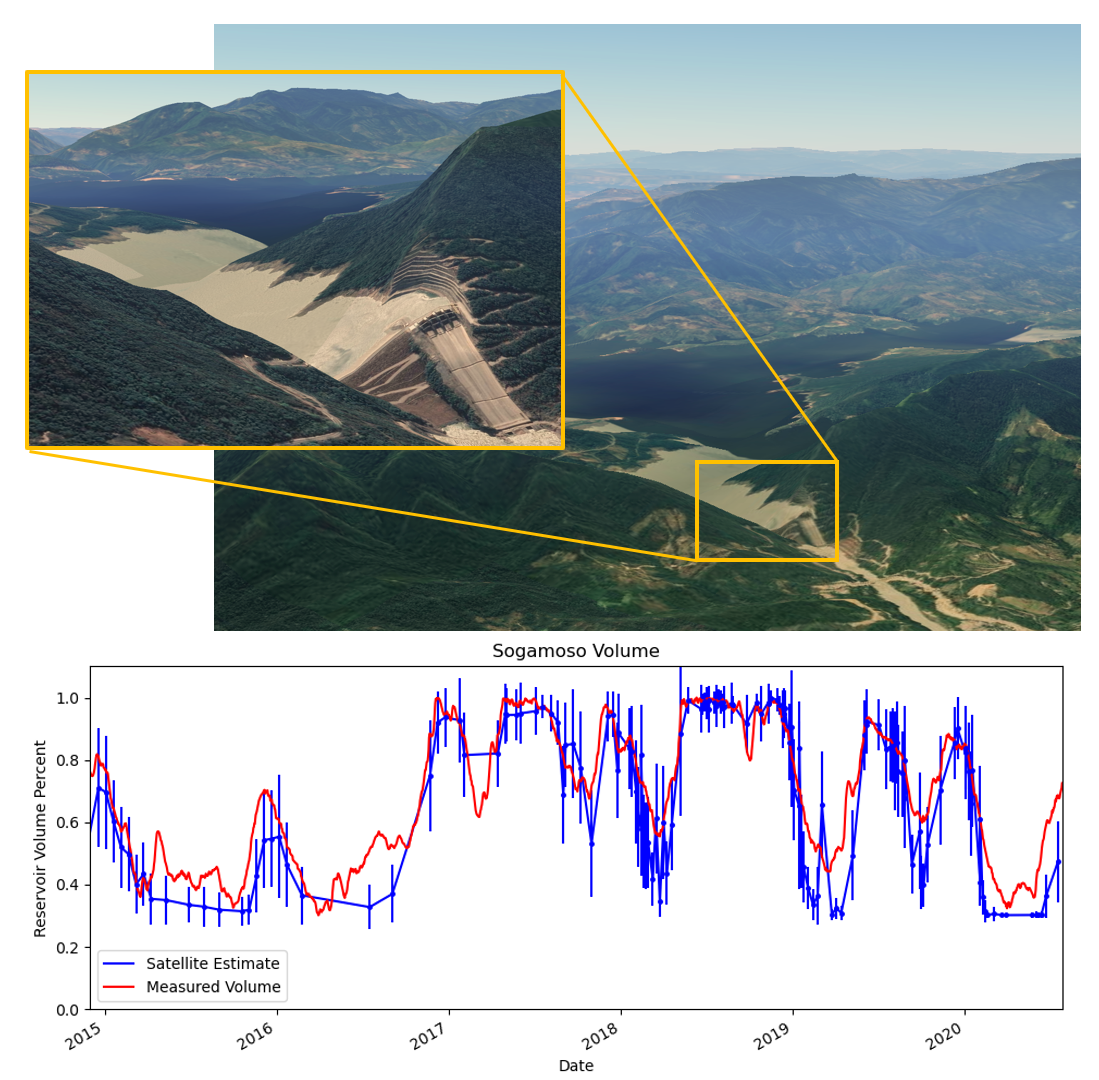 Sogamoso Volume
Reservoir Volume Percent
1.0
0.8
0.6
0.4
0.2
0.0
Satellite Estimate
Measured Volume
2015
2016
2017
2018
2019
2020
Date